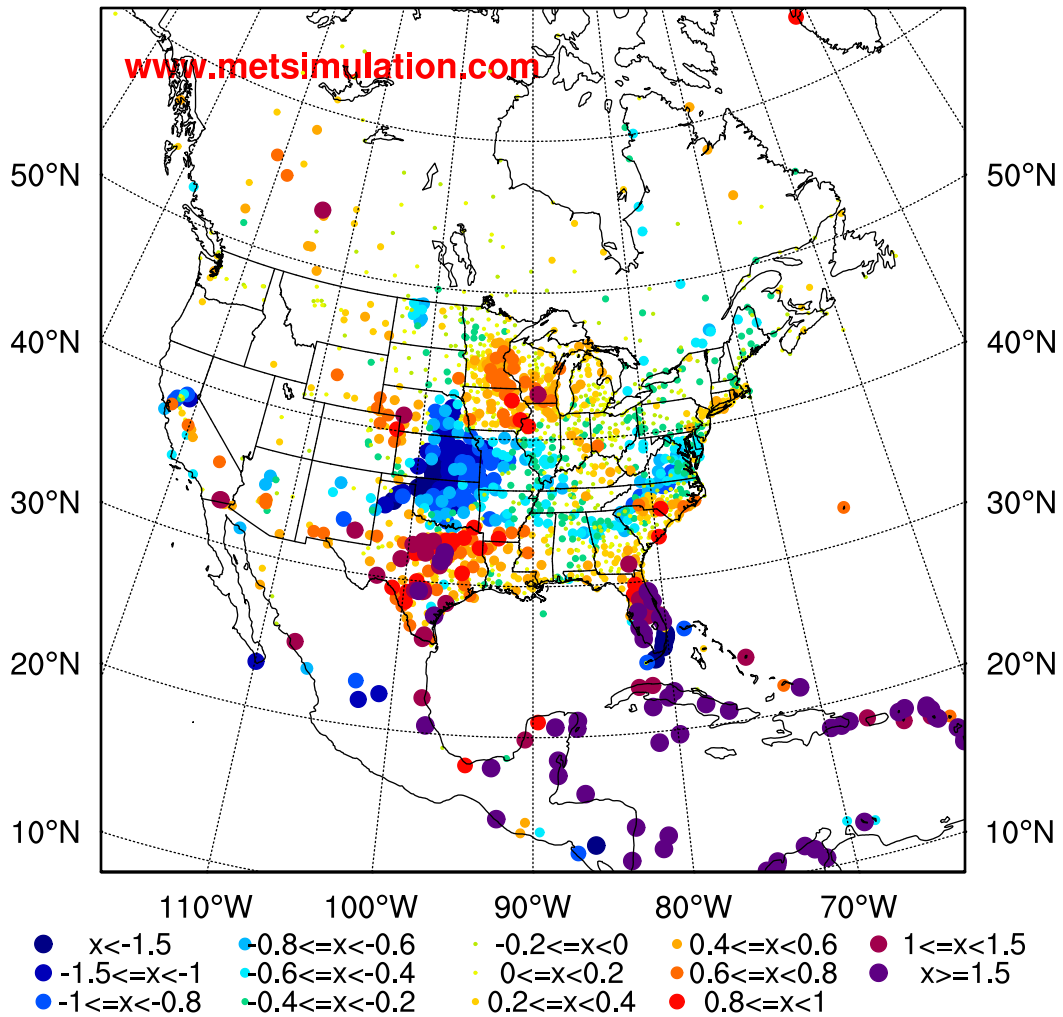 www.metsimulation.com
50°N 50°N
40°N 40°N
30°N 30°N
20°N 20°N
10°N 10°N
110°W 100°W 90°W 80°W 70°W
x<-1.5 -0.8<=x<-0.6 -0.2<=x<0 0.4<=x<0.6 1<=x<1.5
-1.5<=x<-1 -0.6<=x<-0.4 0<=x<0.2 0.6<=x<0.8 x>=1.5
-1<=x<-0.8 -0.4<=x<-0.2 0.2<=x<0.4 0.8<=x<1